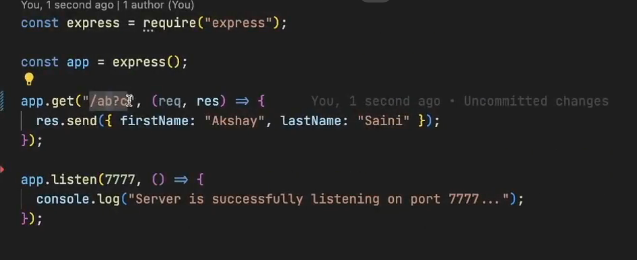 You, 1 second ago | 1 author (You)
const express = require("express");
const app = express();
app.get("/ab?c", (req, res) => {     You, 1 second ago • Uncommitted changes
res.send({ firstName: "Akshay", lastName: "Saini" });
});
app.listen(7777, () => {
console.log("Server is successfully listening on port 7777...");
});